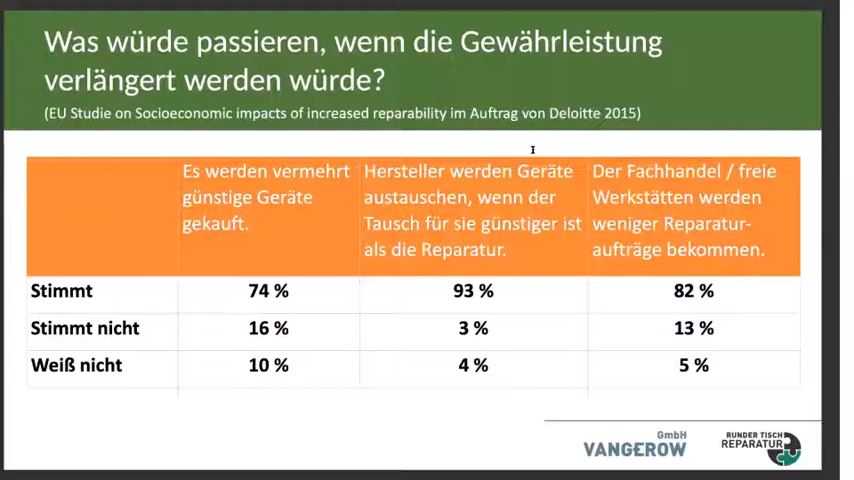 Was würde passieren, wenn die Gewährleistung
verlängert werden würde?
(EU Studie on Socioeconomic impacts of increased reparability im Auftrag von Deloitte 2015)
Es werden vermehrt
günstige Geräte
gekauft.
Hersteller werden Geräte
austauschen, wenn der
Tausch für sie günstiger ist
als die Reparatur.
Der Fachhandel / freie
Werkstätten werden
weniger Reparatur-
aufträge bekommen.
Stimmt 74 % 93 % 82 %
Stimmt nicht 16 % 3 % 13 %
Weiß nicht 10 % 4 % 5 %
GmbH
VANGEROW
RUNDER TISCH
REPARATUR